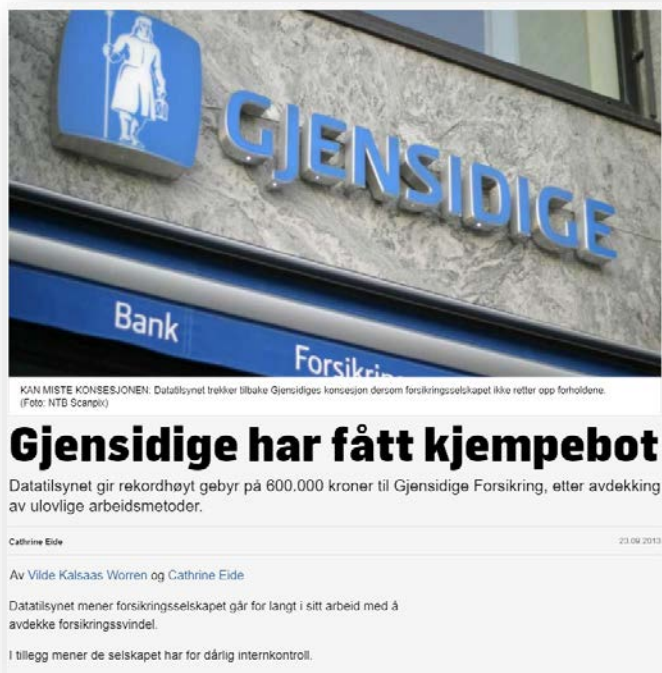 GJENSIDIGE
Bank
Forsikring
KAN MISTE KONSESJONEN: Datatilsynet trekker tilbake Gjensidiges konsesjon dersom forsikringsselskapet ikke retter opp forholdene.
(Foto: NTB Scanpix)
Gjensidige har fått kjempebot
Datatilsynet gir rekordhøyt gebyr på 600.000 kroner til Gjensidige Forsikring, etter avdekking
av ulovlige arbeidsmetoder.
Cathrine Eide
23.09.2013
Av Vilde Kalsaas Worren og Cathrine Eide
Datatilsynet mener forsikringsselskapet går for langt i sitt arbeid med å
avdekke forsikringssvindel.
I tillegg mener de selskapet har for dårlig internkontroll.